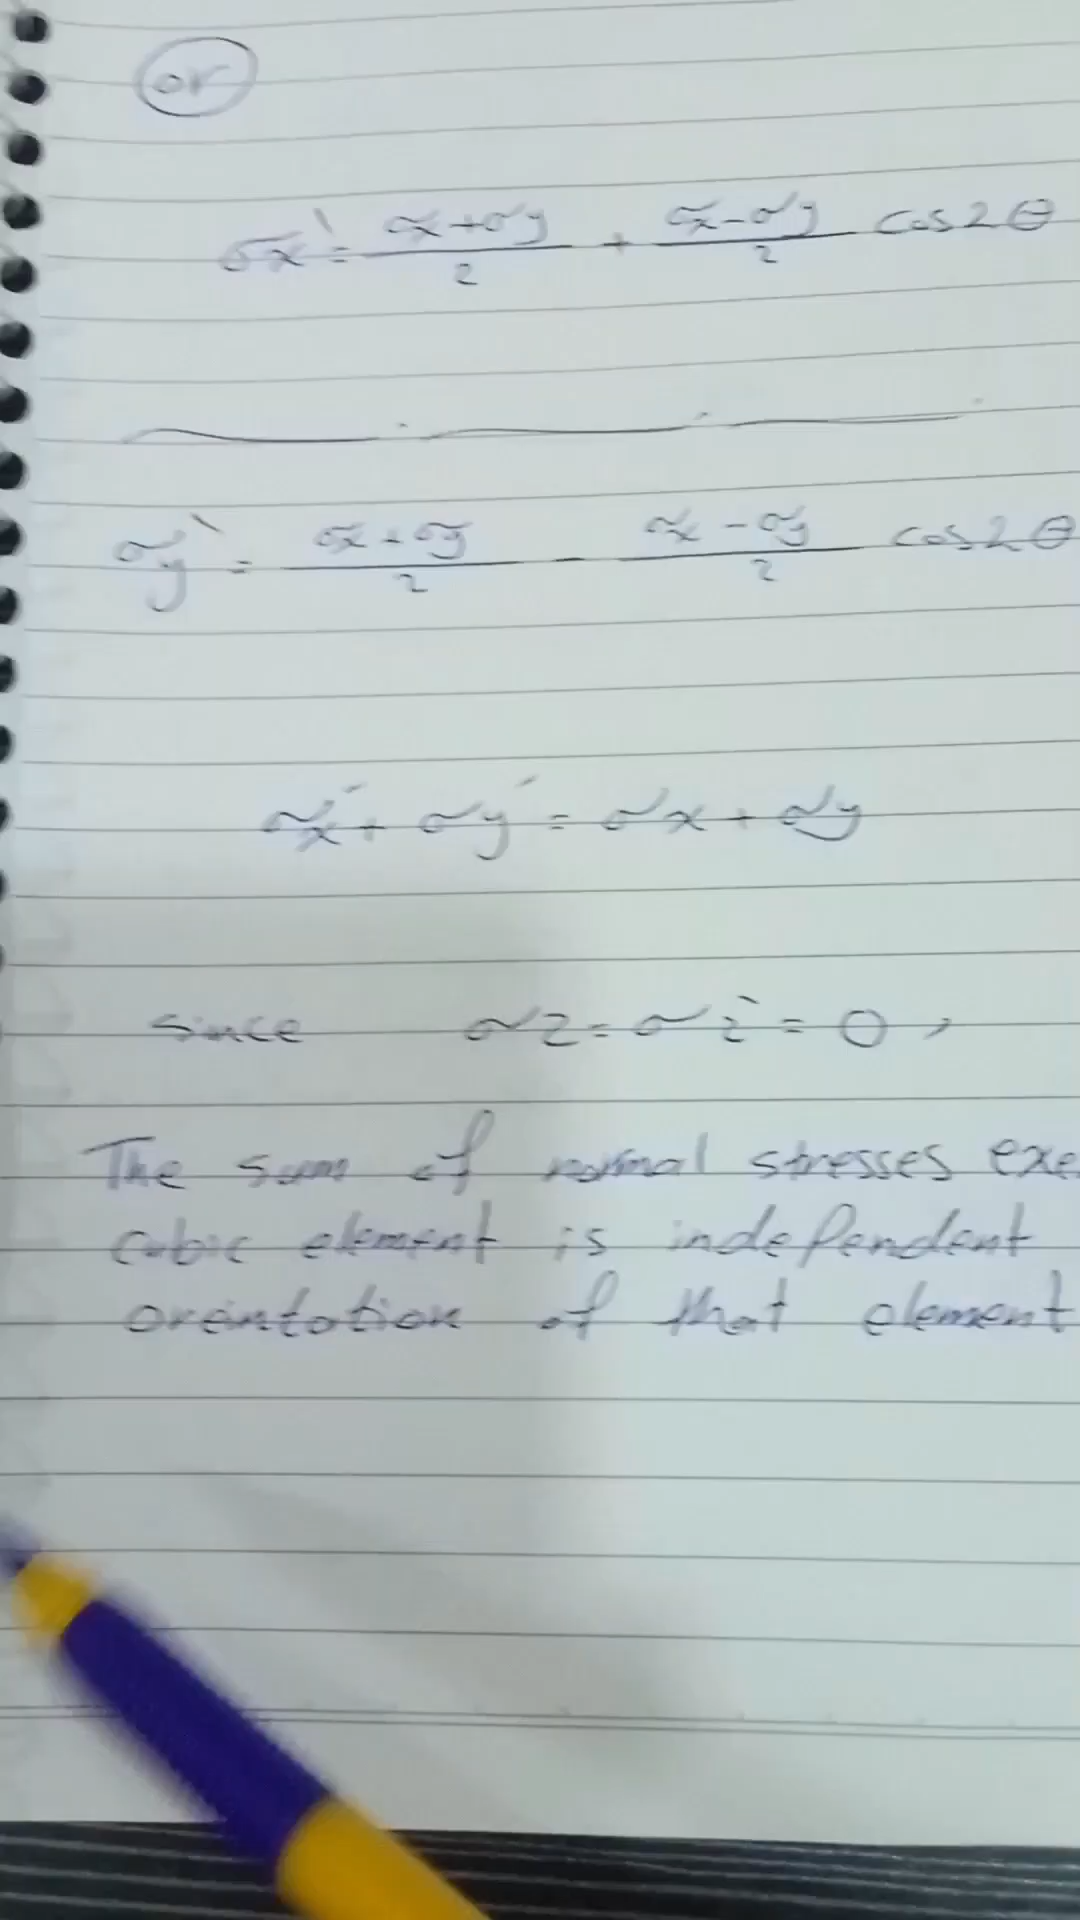 or
σx' = σx+σy/2 + σx-σy/2 cos2θ
σy' = σx+σy/2 - σx-σy/2 cos2θ
σx' + σy' = σx + σy
since σz = σz' = 0 ,
The sum of normal stresses exe
cubic element is independent
orientation of that element